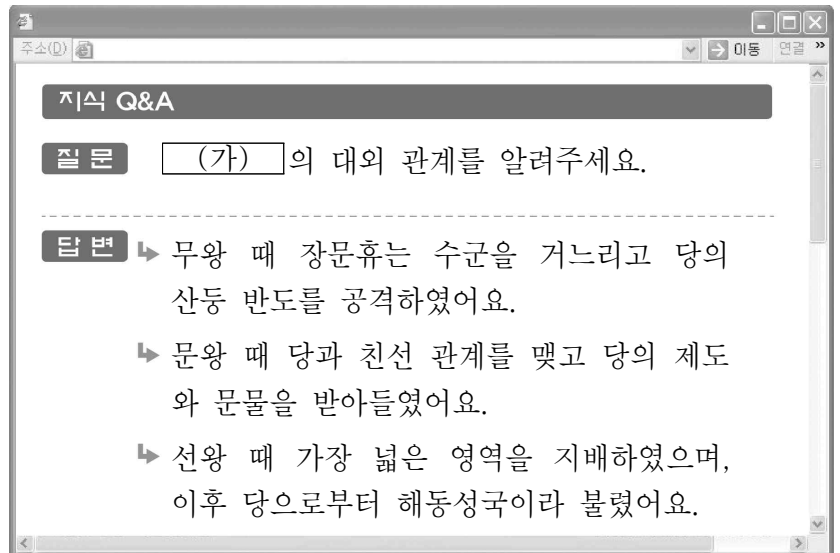 주소(D)
이동 연결 »
지식 Q&A
질문 (가) 의 대외 관계를 알려주세요.
답변 무왕 때 장문휴는 수군을 거느리고 당의
산둥 반도를 공격하였어요.
문왕 때 당과 친선 관계를 맺고 당의 제도
와 문물을 받아들였어요.
선왕 때 가장 넓은 영역을 지배하였으며,
이후 당으로부터 해동성국이라 불렸어요.